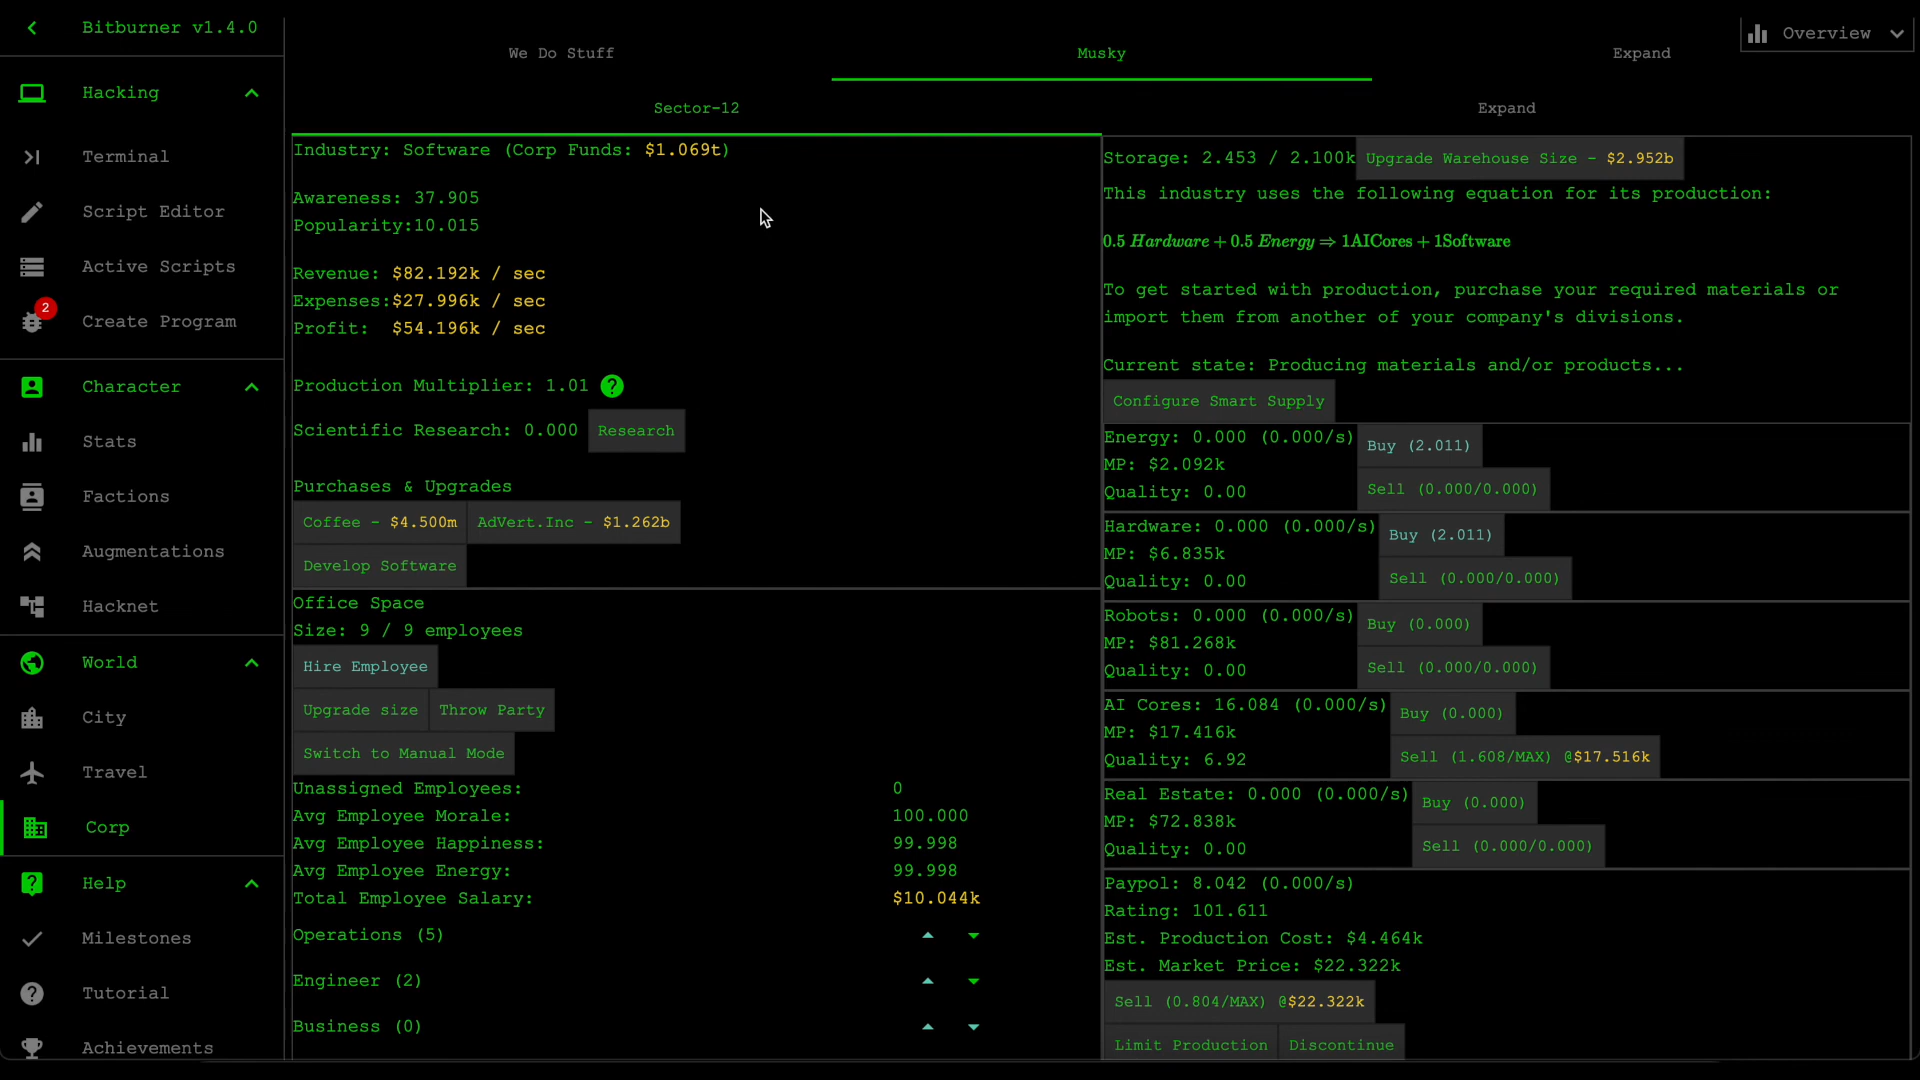 Bitburner v1.4.0
Hacking
Terminal
Script Editor
Active Scripts
2
Create Program
Character
Stats
Factions
Augmentations
Hacknet
World
City
Travel
Corp
Help
Milestones
Tutorial
Achievements
We Do Stuff
Musky
Expand
Overview
Sector-12
Expand
Industry: Software (Corp Funds: $1.069t)
Awareness: 37.905
Popularity:10.015
Revenue: $82.192k / sec
Expenses:$27.996k / sec
Profit: $54.196k / sec
Production Multiplier: 1.01 ?
Scientific Research: 0.000 Research
Purchases & Upgrades
Coffee - $4.500m AdVert.Inc - $1.262b
Develop Software
Office Space
Size: 9 / 9 employees
Hire Employee
Upgrade size Throw Party
Switch to Manual Mode
Unassigned Employees: 0
Avg Employee Morale: 100.000
Avg Employee Happiness: 99.998
Avg Employee Energy: 99.998
Total Employee Salary: $10.044k
Operations (5)
Engineer (2)
Business (0)
Storage: 2.453 / 2.100k Upgrade Warehouse Size - $2.952b
This industry uses the following equation for its production:
0.5 Hardware + 0.5 Energy ⇒ 1AICores + 1Software
To get started with production, purchase your required materials or
import them from another of your company's divisions.
Current state: Producing materials and/or products...
Configure Smart Supply
Energy: 0.000 (0.000/s) Buy (2.011)
MP: $2.092k
Quality: 0.00 Sell (0.000/0.000)
Hardware: 0.000 (0.000/s) Buy (2.011)
MP: $6.835k
Quality: 0.00 Sell (0.000/0.000)
Robots: 0.000 (0.000/s) Buy (0.000)
MP: $81.268k
Quality: 0.00 Sell (0.000/0.000)
AI Cores: 16.084 (0.000/s) Buy (0.000)
MP: $17.416k
Quality: 6.92 Sell (1.608/MAX) @$17.516k
Real Estate: 0.000 (0.000/s) Buy (0.000)
MP: $72.838k
Quality: 0.00 Sell (0.000/0.000)
Paypol: 8.042 (0.000/s)
Rating: 101.611
Est. Production Cost: $4.464k
Est. Market Price: $22.322k
Sell (0.804/MAX) @$22.322k
Limit Production Discontinue